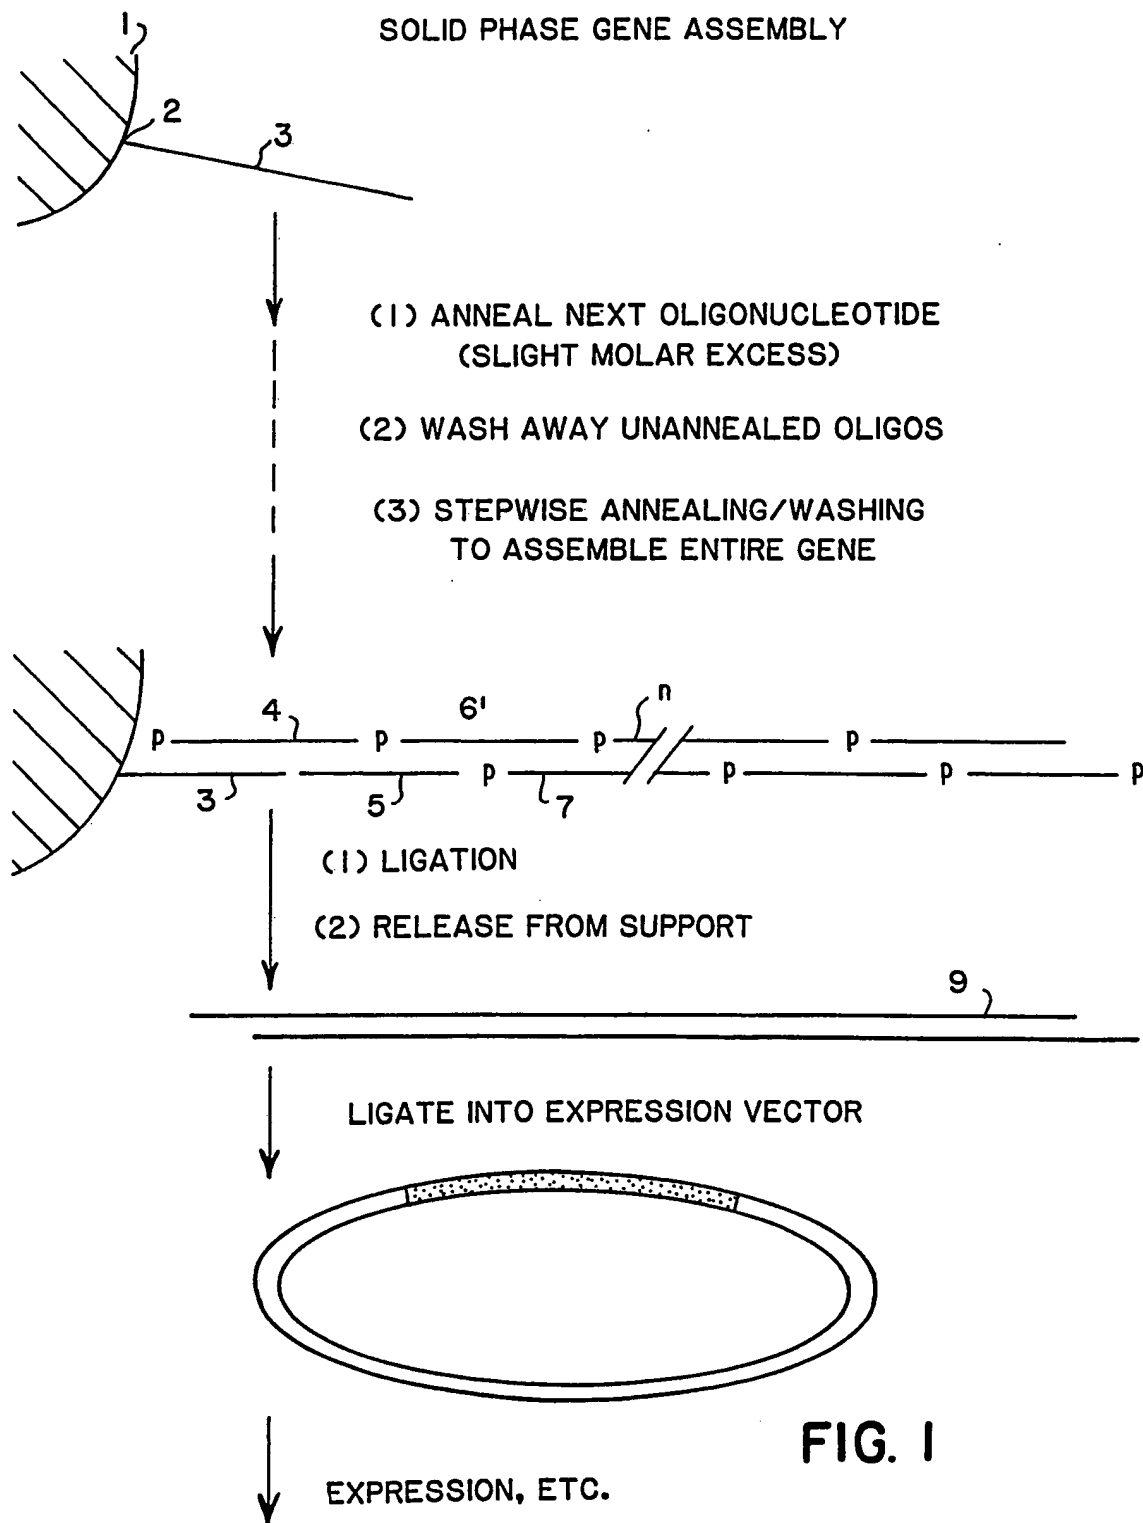 1
SOLID PHASE GENE ASSEMBLY
2
3
(1) ANNEAL NEXT OLIGONUCLEOTIDE
(SLIGHT MOLAR EXCESS)
(2) WASH AWAY UNANNEALED OLIGOS
(3) STEPWISE ANNEALING/WASHING
TO ASSEMBLE ENTIRE GENE
4 6' n
p p p p
3 5 p 7 p p p
(1) LIGATION
(2) RELEASE FROM SUPPORT
9
LIGATE INTO EXPRESSION VECTOR
FIG. 1
EXPRESSION, ETC.